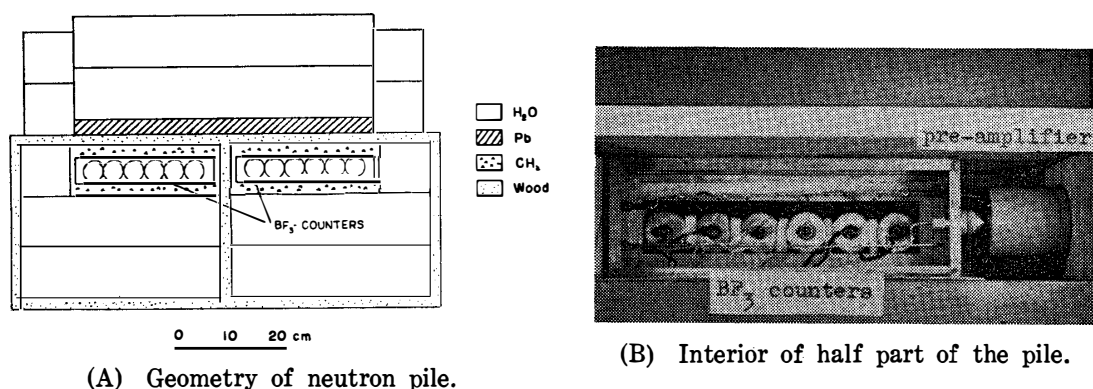 H₂O
Pb
CH₂
Wood
BF₃- COUNTERS
0 10 20 cm
(A) Geometry of neutron pile.
pre-amplifier
BF₃ counters
(B) Interior of half part of the pile.